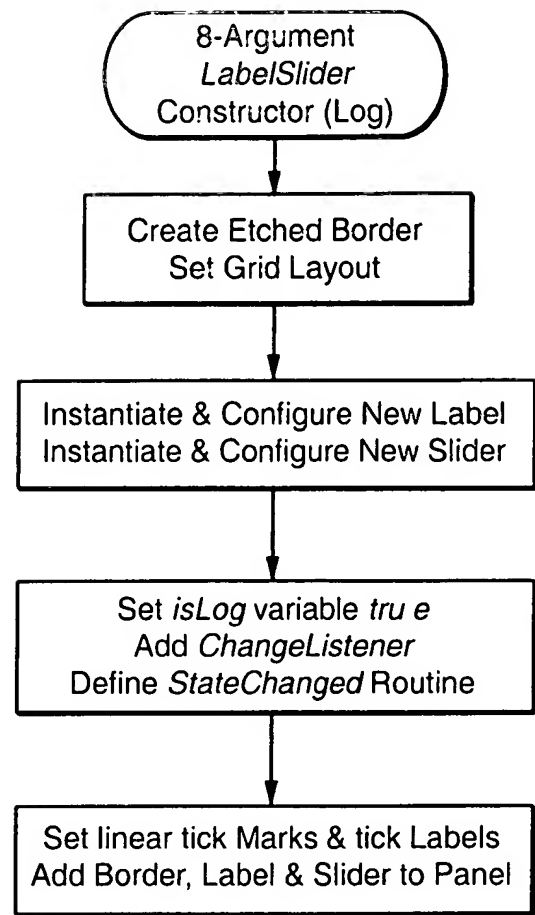 8-Argument
LabelSlider
Constructor (Log)
Create Etched Border
Set Grid Layout
Instantiate & Configure New Label
Instantiate & Configure New Slider
Set isLog variable tru e
Add ChangeListener
Define StateChanged Routine
Set linear tick Marks & tick Labels
Add Border, Label & Slider to Panel